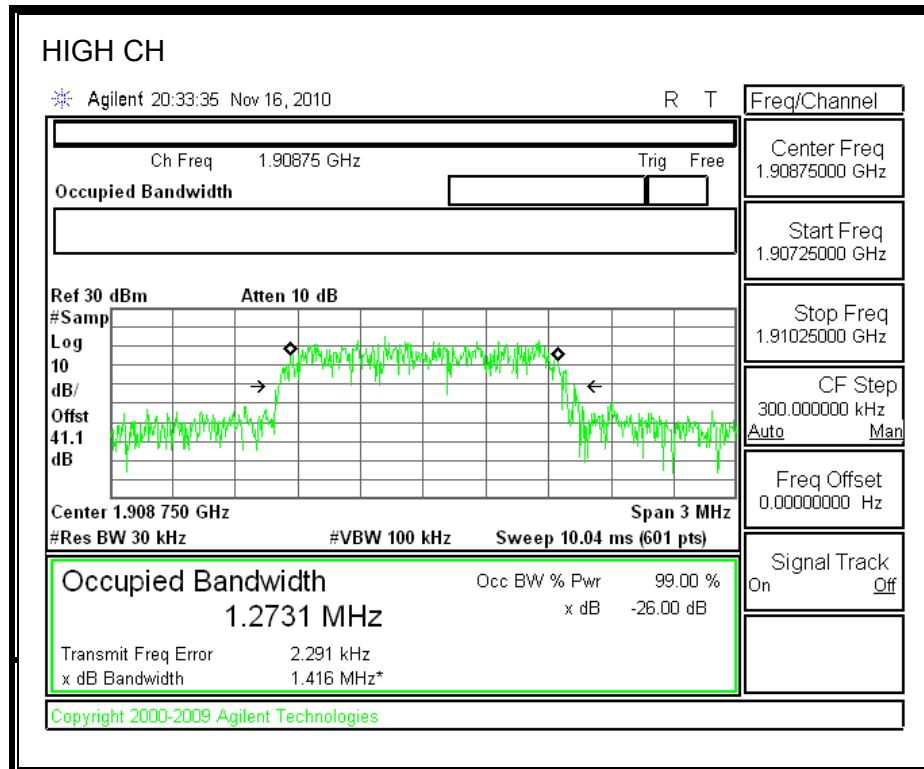 HIGH CH
Agilent 20:33:35 Nov 16, 2010 R T
Freq/Channel
Ch Freq 1.90875 GHz Trig Free
Occupied Bandwidth
Center Freq
1.90875000 GHz
Start Freq
1.90725000 GHz
Stop Freq
1.91025000 GHz
CF Step
300.000000 kHz
Auto Man
Freq Offset
0.00000000 Hz
Signal Track
On Off
Ref 30 dBm Atten 10 dB
#Samp
Log
10
dB/
Offst
41.1
dB
Center 1.908 750 GHz Span 3 MHz
#Res BW 30 kHz #VBW 100 kHz Sweep 10.04 ms (601 pts)
Occupied Bandwidth Occ BW % Pwr 99.00 %
1.2731 MHz x dB -26.00 dB
Transmit Freq Error 2.291 kHz
x dB Bandwidth 1.416 MHz*
Copyright 2000-2009 Agilent Technologies